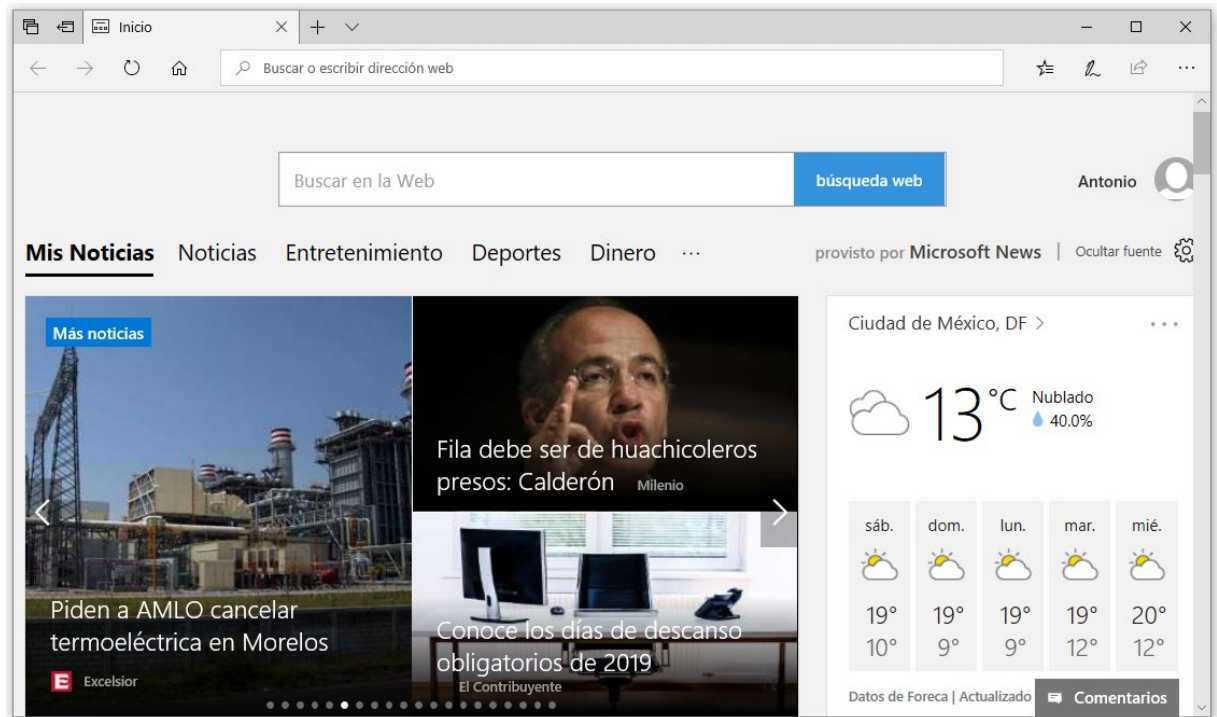 Inicio
Buscar o escribir dirección web
Buscar en la Web
búsqueda web
Antonio
Mis Noticias Noticias Entretenimiento Deportes Dinero ...
provisto por Microsoft News | Ocultar fuente
Más noticias
Piden a AMLO cancelar
termoeléctrica en Morelos
E Excelsior
Fila debe ser de huachicoleros
presos: Calderón Milenio
Conoce los días de descanso
obligatorios de 2019
El Contribuyente
Ciudad de México, DF >
13 °C Nublado
40.0%
sáb. dom. lun. mar. mié.
19° 19° 19° 19° 20°
10° 9° 9° 12° 12°
Datos de Foreca | Actualizado
Comentarios